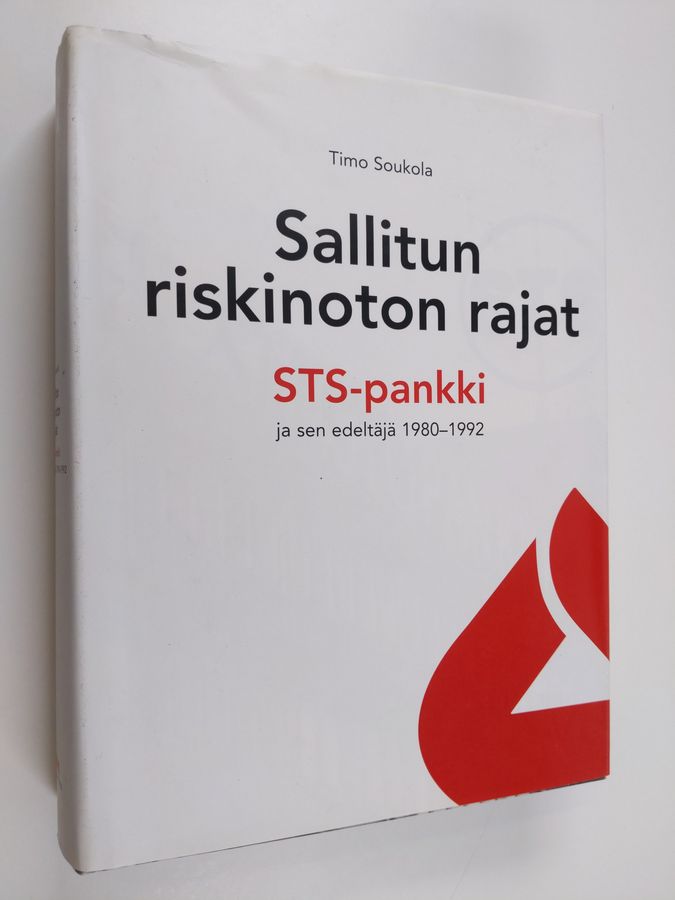 Timo Soukola
Sallitun
riskinoton rajat
STS-pankki
ja sen edeltäjä 1980–1992